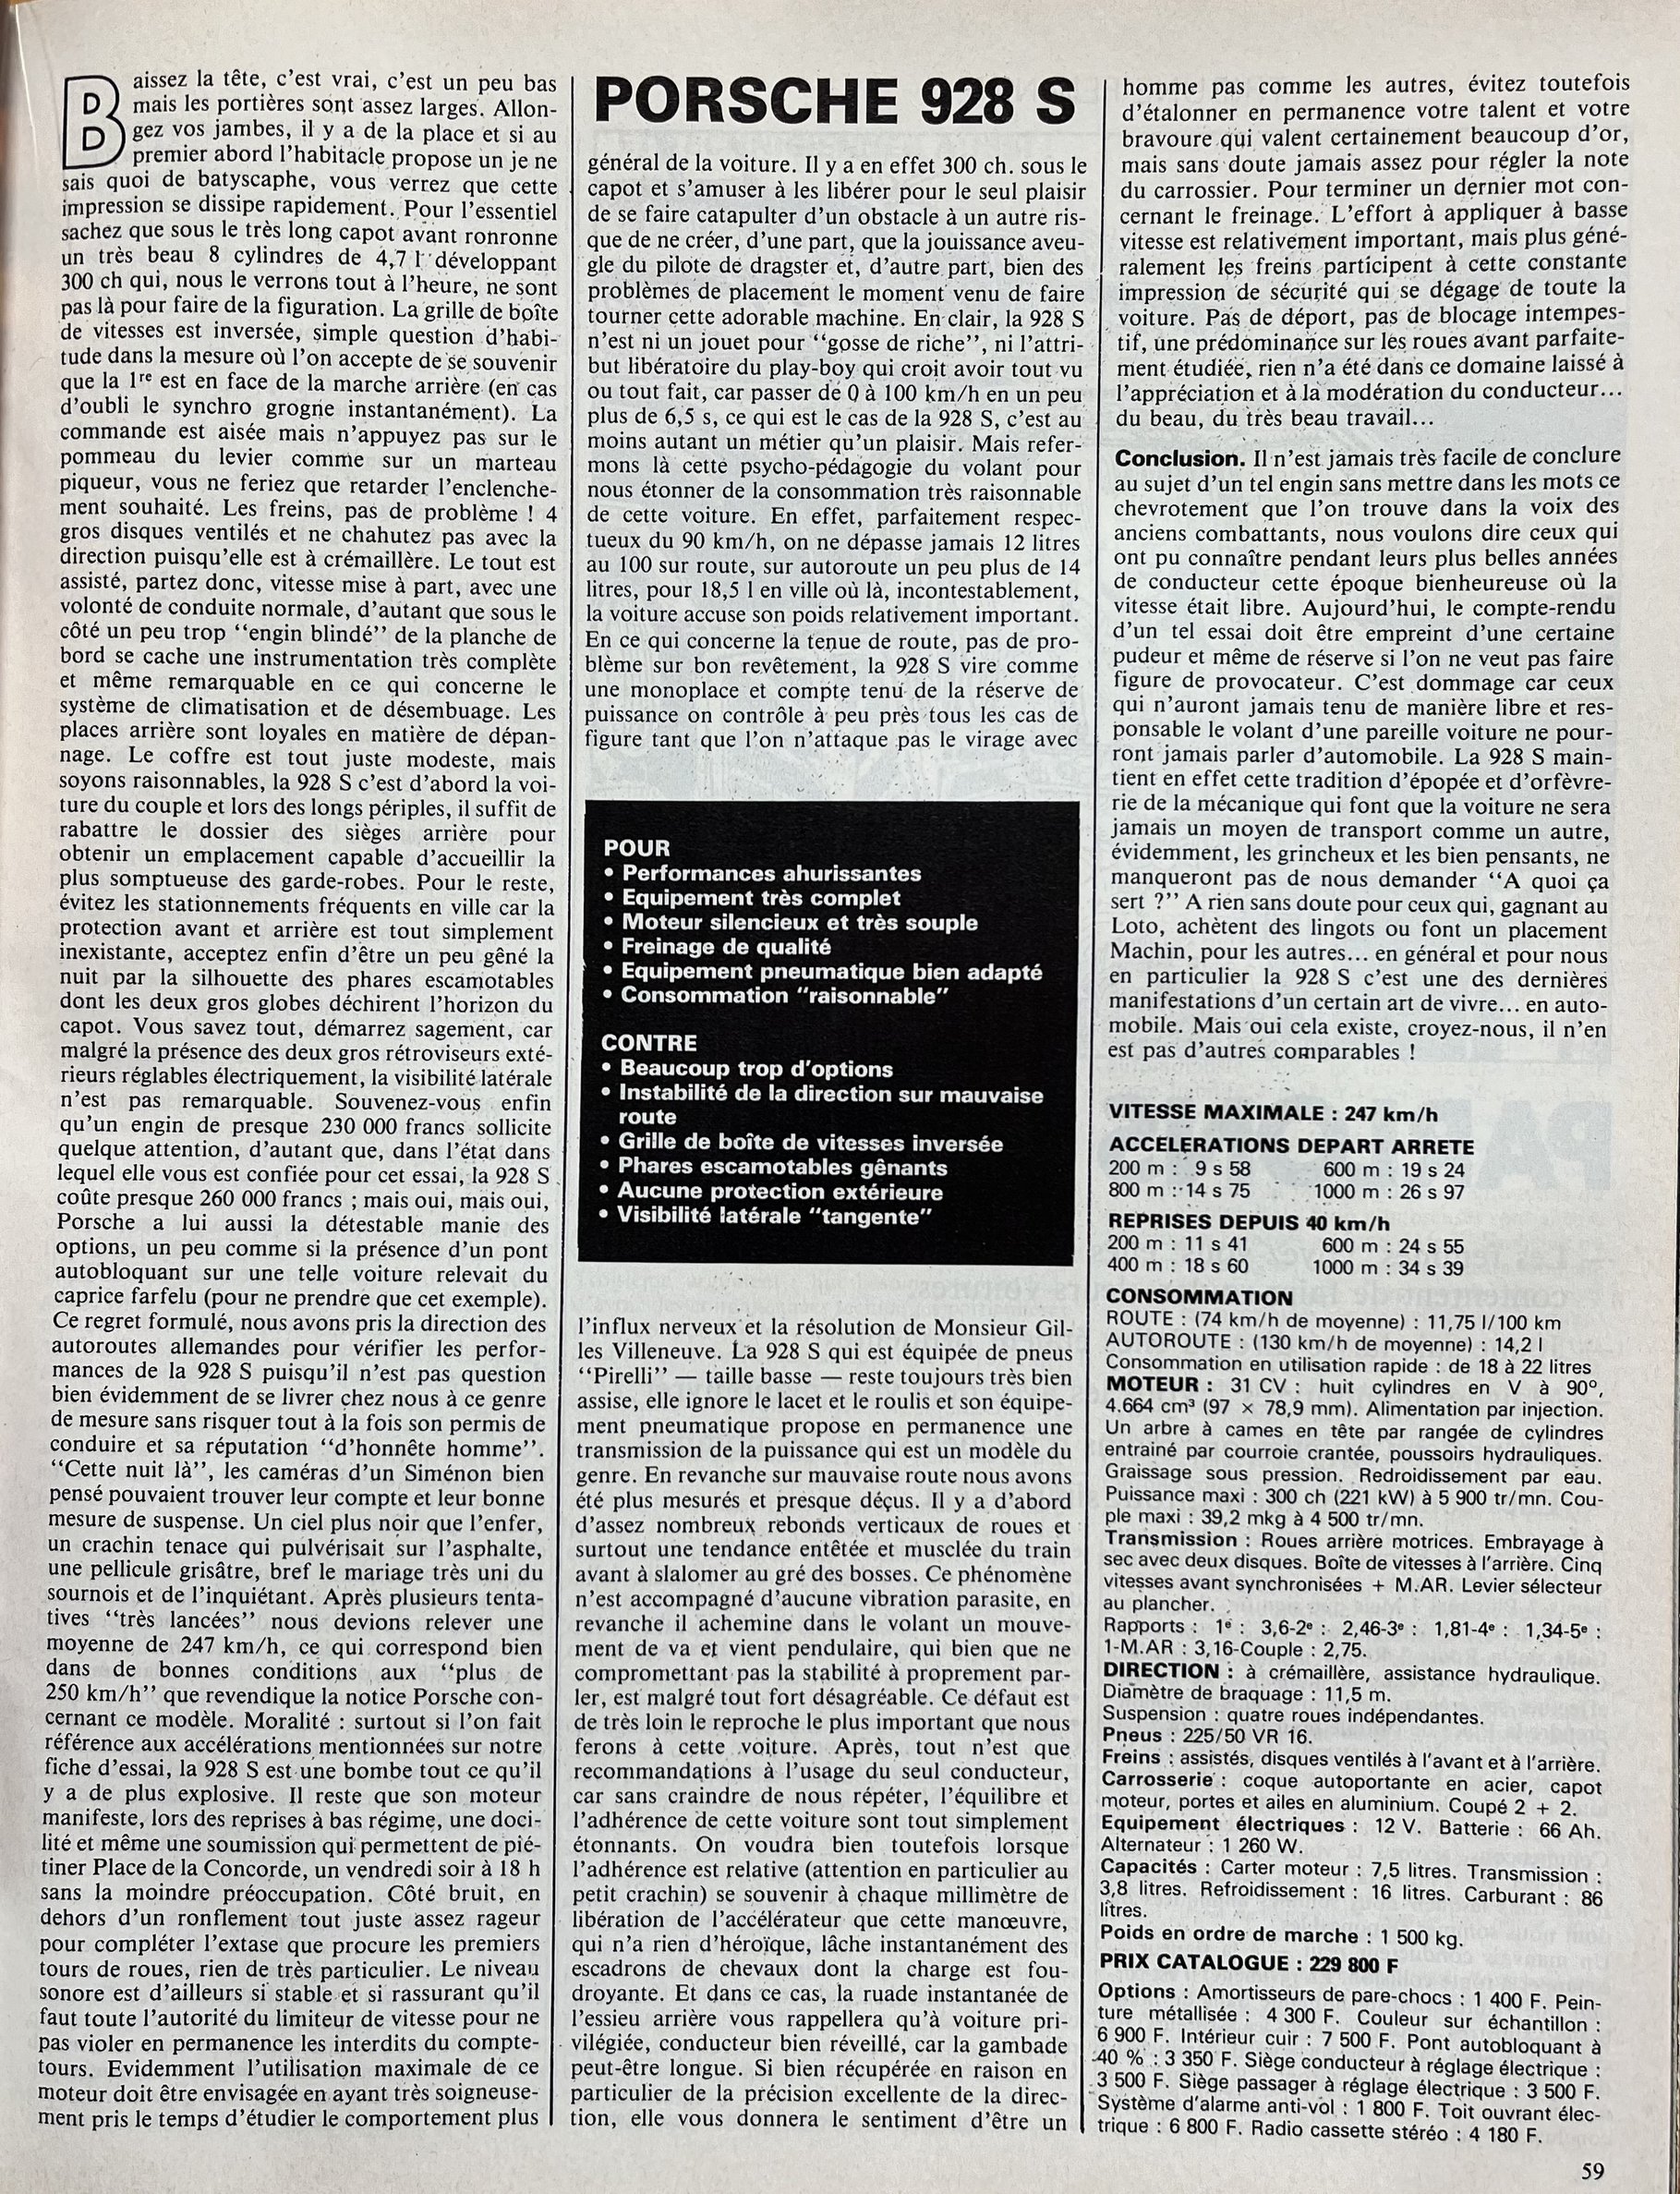 Baissez la tête, c'est vrai, c'est un peu bas
mais les portières sont assez larges. Allon-
gez vos jambes, il y a de la place et si au
premier abord l'habitacle propose un je ne
sais quoi de batyscaphe, vous verrez que cette
impression se dissipe rapidement. Pour l'essentiel
sachez que sous le très long capot avant ronronne
un très beau 8 cylindres de 4,7 l développant
300 ch qui, nous le verrons tout à l'heure, ne sont
pas là pour faire de la figuration. La grille de boîte
de vitesses est inversée, simple question d'habi-
tude dans la mesure où l'on accepte de se souvenir
que la 1re est en face de la marche arrière (en cas
d'oubli le synchro grogne instantanément). La
commande est aisée mais n'appuyez pas sur le
pommeau du levier comme sur un marteau
piqueur, vous ne feriez que retarder l'enclenche-
ment souhaité. Les freins, pas de problème ! 4
gros disques ventilés et ne chahutez pas avec la
direction puisqu'elle est à crémaillère. Le tout est
assisté, partez donc, vitesse mise à part, avec une
volonté de conduite normale, d'autant que sous le
côté un peu trop ‘‘engin blindé’’ de la planche de
bord se cache une instrumentation très complète
et même remarquable en ce qui concerne le
système de climatisation et de désembuage. Les
places arrière sont loyales en matière de dépan-
nage. Le coffre est tout juste modeste, mais
soyons raisonnables, la 928 S c'est d'abord la voi-
ture du couple et lors des longs périples, il suffit de
rabattre le dossier des sièges arrière pour
obtenir un emplacement capable d'accueillir la
plus somptueuse des garde-robes. Pour le reste,
évitez les stationnements fréquents en ville car la
protection avant et arrière est tout simplement
inexistante, acceptez enfin d'être un peu gêné la
nuit par la silhouette des phares escamotables
dont les deux gros globes déchirent l'horizon du
capot. Vous savez tout, démarrez sagement, car
malgré la présence des deux gros rétroviseurs exté-
rieurs réglables électriquement, la visibilité latérale
n'est pas remarquable. Souvenez-vous enfin
qu'un engin de presque 230 000 francs sollicite
quelque attention, d'autant que, dans l'état dans
lequel elle vous est confiée pour cet essai, la 928 S
coûte presque 260 000 francs ; mais oui, mais oui,
Porsche a lui aussi la détestable manie des
options, un peu comme si la présence d'un pont
autobloquant sur une telle voiture relevait du
caprice farfelu (pour ne prendre que cet exemple).
Ce regret formulé, nous avons pris la direction des
autoroutes allemandes pour vérifier les perfor-
mances de la 928 S puisqu'il n'est pas question
bien évidemment de se livrer chez nous à ce genre
de mesure sans risquer tout à la fois son permis de
conduire et sa réputation ‘‘d'honnête homme’’.
‘‘Cette nuit là’’, les caméras d'un Siménon bien
pensé pouvaient trouver leur compte et leur bonne
mesure de suspense. Un ciel plus noir que l'enfer,
un crachin tenace qui pulvérisait sur l'asphalte,
une pellicule grisâtre, bref le mariage très uni du
sournois et de l'inquiétant. Après plusieurs tenta-
tives ‘‘très lancées’’ nous devions relever une
moyenne de 247 km/h, ce qui correspond bien
dans de bonnes conditions aux ‘‘plus de
250 km/h’’ que revendique la notice Porsche con-
cernant ce modèle. Moralité : surtout si l'on fait
référence aux accélérations mentionnées sur notre
fiche d'essai, la 928 S est une bombe tout ce qu'il
y a de plus explosive. Il reste que son moteur
manifeste, lors des reprises à bas régime, une doci-
lité et même une soumission qui permettent de pié-
tiner Place de la Concorde, un vendredi soir à 18 h
sans la moindre préoccupation. Côté bruit, en
dehors d'un ronflement tout juste assez rageur
pour compléter l'extase que procure les premiers
tours de roues, rien de très particulier. Le niveau
sonore est d'ailleurs si stable et si rassurant qu'il
faut toute l'autorité du limiteur de vitesse pour ne
pas violer en permanence les interdits du compte-
tours. Evidemment l'utilisation maximale de ce
moteur doit être envisagée en ayant très soigneuse-
ment pris le temps d'étudier le comportement plus
PORSCHE 928 S
général de la voiture. Il y a en effet 300 ch. sous le
capot et s'amuser à les libérer pour le seul plaisir
de se faire catapulter d'un obstacle à un autre ris-
que de ne créer, d'une part, que la jouissance aveu-
gle du pilote de dragster et, d'autre part, bien des
problèmes de placement le moment venu de faire
tourner cette adorable machine. En clair, la 928 S
n'est ni un jouet pour ‘‘gosse de riche’’, ni l'attri-
but libératoire du play-boy qui croit avoir tout vu
ou tout fait, car passer de 0 à 100 km/h en un peu
plus de 6,5 s, ce qui est le cas de la 928 S, c'est au
moins autant un métier qu'un plaisir. Mais refer-
mons là cette psycho-pédagogie du volant pour
nous étonner de la consommation très raisonnable
de cette voiture. En effet, parfaitement respec-
tueux du 90 km/h, on ne dépasse jamais 12 litres
au 100 sur route, sur autoroute un peu plus de 14
litres, pour 18,5 l en ville où là, incontestablement,
la voiture accuse son poids relativement important.
En ce qui concerne la tenue de route, pas de pro-
blème sur bon revêtement, la 928 S vire comme
une monoplace et compte tenu de la réserve de
puissance on contrôle à peu près tous les cas de
figure tant que l'on n'attaque pas le virage avec
POUR
• Performances ahurissantes
• Equipement très complet
• Moteur silencieux et très souple
• Freinage de qualité
• Equipement pneumatique bien adapté
• Consommation "raisonnable"
CONTRE
• Beaucoup trop d'options
• Instabilité de la direction sur mauvaise
route
• Grille de boîte de vitesses inversée
• Phares escamotables gênants
• Aucune protection extérieure
• Visibilité latérale "tangente"
l'influx nerveux et la résolution de Monsieur Gil-
les Villeneuve. La 928 S qui est équipée de pneus
‘‘Pirelli’’ — taille basse — reste toujours très bien
assise, elle ignore le lacet et le roulis et son équipe-
ment pneumatique propose en permanence une
transmission de la puissance qui est un modèle du
genre. En revanche sur mauvaise route nous avons
été plus mesurés et presque déçus. Il y a d'abord
d'assez nombreux rebonds verticaux de roues et
surtout une tendance entêtée et musclée du train
avant à slalomer au gré des bosses. Ce phénomène
n'est accompagné d'aucune vibration parasite, en
revanche il achemine dans le volant un mouve-
ment de va et vient pendulaire, qui bien que ne
compromettant pas la stabilité à proprement par-
ler, est malgré tout fort désagréable. Ce défaut est
de très loin le reproche le plus important que nous
ferons à cette voiture. Après, tout n'est que
recommandations à l'usage du seul conducteur,
car sans craindre de nous répéter, l'équilibre et
l'adhérence de cette voiture sont tout simplement
étonnants. On voudra bien toutefois lorsque
l'adhérence est relative (attention en particulier au
petit crachin) se souvenir à chaque millimètre de
libération de l'accélérateur que cette manœuvre,
qui n'a rien d'héroïque, lâche instantanément des
escadrons de chevaux dont la charge est fou-
droyante. Et dans ce cas, la ruade instantanée de
l'essieu arrière vous rappellera qu'à voiture pri-
vilégiée, conducteur bien réveillé, car la gambade
peut-être longue. Si bien récupérée en raison en
particulier de la précision excellente de la direc-
tion, elle vous donnera le sentiment d'être un
homme pas comme les autres, évitez toutefois
d'étalonner en permanence votre talent et votre
bravoure qui valent certainement beaucoup d'or,
mais sans doute jamais assez pour régler la note
du carrossier. Pour terminer un dernier mot con-
cernant le freinage. L'effort à appliquer à basse
vitesse est relativement important, mais plus géné-
ralement les freins participent à cette constante
impression de sécurité qui se dégage de toute la
voiture. Pas de déport, pas de blocage intempes-
tif, une prédominance sur les roues avant parfaite-
ment étudiée, rien n'a été dans ce domaine laissé à
l'appréciation et à la modération du conducteur...
du beau, du très beau travail...
Conclusion. Il n'est jamais très facile de conclure
au sujet d'un tel engin sans mettre dans les mots ce
chevrotement que l'on trouve dans la voix des
anciens combattants, nous voulons dire ceux qui
ont pu connaître pendant leurs plus belles années
de conducteur cette époque bienheureuse où la
vitesse était libre. Aujourd'hui, le compte-rendu
d'un tel essai doit être empreint d'une certaine
pudeur et même de réserve si l'on ne veut pas faire
figure de provocateur. C'est dommage car ceux
qui n'auront jamais tenu de manière libre et res-
ponsable le volant d'une pareille voiture ne pour-
ront jamais parler d'automobile. La 928 S main-
tient en effet cette tradition d'épopée et d'orfèvre-
rie de la mécanique qui font que la voiture ne sera
jamais un moyen de transport comme un autre,
évidemment, les grincheux et les bien pensants, ne
manqueront pas de nous demander ‘‘A quoi ça
sert ?’’ A rien sans doute pour ceux qui, gagnant au
Loto, achètent des lingots ou font un placement
Machin, pour les autres... en général et pour nous
en particulier la 928 S c'est une des dernières
manifestations d'un certain art de vivre... en auto-
mobile. Mais oui cela existe, croyez-nous, il n'en
est pas d'autres comparables !
VITESSE MAXIMALE : 247 km/h
ACCELERATIONS DEPART ARRETE
200 m : 9 s 58 600 m : 19 s 24
800 m : 14 s 75 1000 m : 26 s 97
REPRISES DEPUIS 40 km/h
200 m : 11 s 41 600 m : 24 s 55
400 m : 18 s 60 1000 m : 34 s 39
CONSOMMATION
ROUTE : (74 km/h de moyenne) : 11,75 l/100 km
AUTOROUTE : (130 km/h de moyenne) : 14,2 l
Consommation en utilisation rapide : de 18 à 22 litres
MOTEUR : 31 CV : huit cylindres en V à 90°,
4.664 cm³ (97 × 78,9 mm). Alimentation par injection.
Un arbre à cames en tête par rangée de cylindres
entrainé par courroie crantée, poussoirs hydrauliques.
Graissage sous pression. Redroidissement par eau.
Puissance maxi : 300 ch (221 kW) à 5 900 tr/mn. Cou-
ple maxi : 39,2 mkg à 4 500 tr/mn.
Transmission : Roues arrière motrices. Embrayage à
sec avec deux disques. Boîte de vitesses à l'arrière. Cinq
vitesses avant synchronisées + M.AR. Levier sélecteur
au plancher.
Rapports : 1e : 3,6-2e : 2,46-3e : 1,81-4e : 1,34-5e :
1-M.AR : 3,16-Couple : 2,75.
DIRECTION : à crémaillère, assistance hydraulique.
Diamètre de braquage : 11,5 m.
Suspension : quatre roues indépendantes.
Pneus : 225/50 VR 16.
Freins : assistés, disques ventilés à l'avant et à l'arrière.
Carrosserie : coque autoportante en acier, capot
moteur, portes et ailes en aluminium. Coupé 2 + 2.
Equipement électriques : 12 V. Batterie : 66 Ah.
Alternateur : 1 260 W.
Capacités : Carter moteur : 7,5 litres. Transmission :
3,8 litres. Refroidissement : 16 litres. Carburant : 86
litres.
Poids en ordre de marche : 1 500 kg.
PRIX CATALOGUE : 229 800 F
Options : Amortisseurs de pare-chocs : 1 400 F. Pein-
ture métallisée : 4 300 F. Couleur sur échantillon :
6 900 F. Intérieur cuir : 7 500 F. Pont autobloquant à
40 % : 3 350 F. Siège conducteur à réglage électrique :
3 500 F. Siège passager à réglage électrique : 3 500 F.
Système d'alarme anti-vol : 1 800 F. Toit ouvrant élec-
trique : 6 800 F. Radio cassette stéréo : 4 180 F.
59